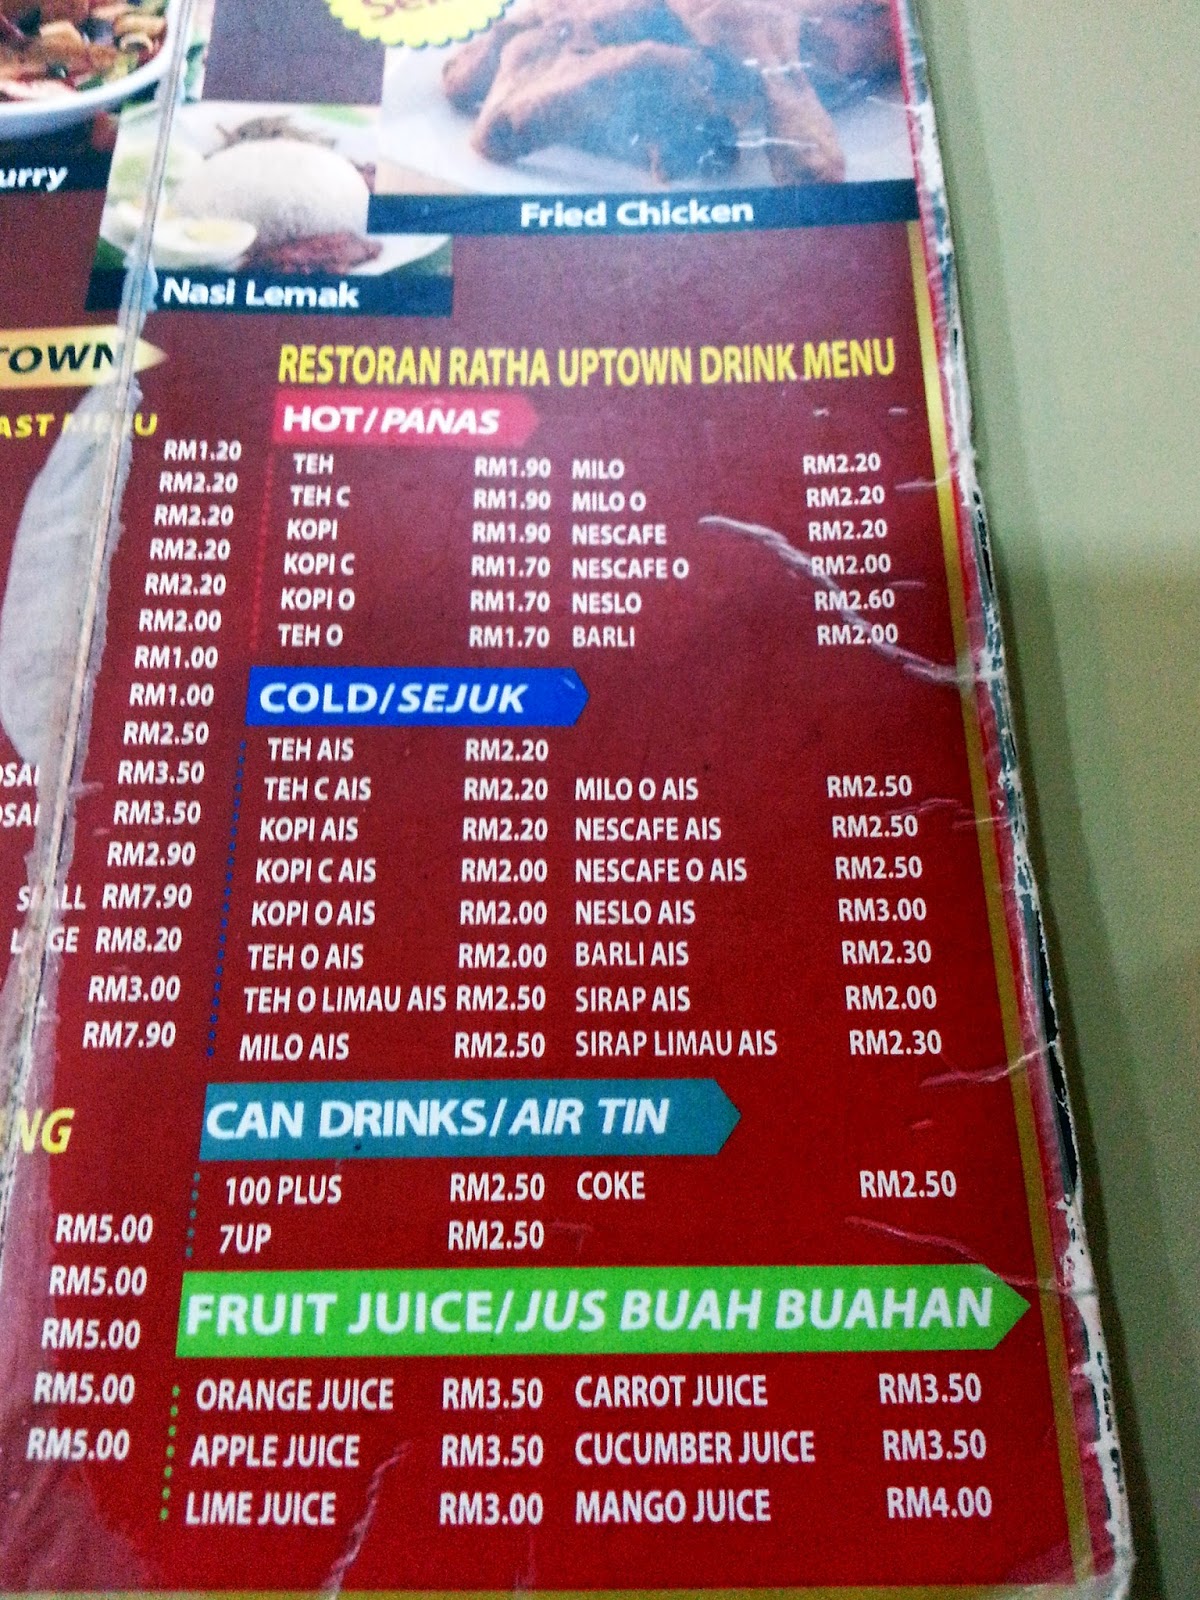 Fried Chicken
Nasi Lemak
TOWN
RM1.20
RM2.20
RM2.20
RM2.20
RM2.20
RM2.00
RM1.00
RM1.00
RM2.50
RM3.50
RM3.50
RM2.90
RM7.90
RM8.20
RM3.00
RM7.90
RM5.00
RM5.00
RM5.00
RM5.00
RM5.00
RESTORAN RATHA UPTOWN DRINK MENU
HOT/PANAS
TEH RM1.90 MILO RM2.20
TEH C RM1.90 MILO O RM2.20
KOPI RM1.90 NESCAFE RM2.20
KOPI C RM1.70 NESCAFE O RM2.00
KOPI O RM1.70 NESLO RM2.60
TEH O RM1.70 BARLI RM2.00
COLD/SEJUK
TEH AIS RM2.20
TEH C AIS RM2.20 MILO O AIS RM2.50
KOPI AIS RM2.20 NESCAFE AIS RM2.50
KOPI C AIS RM2.00 NESCAFE O AIS RM2.50
KOPI O AIS RM2.00 NESLO AIS RM3.00
TEH O AIS RM2.00 BARLI AIS RM2.30
TEH O LIMAU AIS RM2.50 SIRAP AIS RM2.00
MILO AIS RM2.50 SIRAP LIMAU AIS RM2.30
CAN DRINKS/AIR TIN
100 PLUS RM2.50 COKE RM2.50
7UP RM2.50
FRUIT JUICE/JUS BUAH BUAHAN
ORANGE JUICE RM3.50 CARROT JUICE RM3.50
APPLE JUICE RM3.50 CUCUMBER JUICE RM3.50
LIME JUICE RM3.00 MANGO JUICE RM4.00